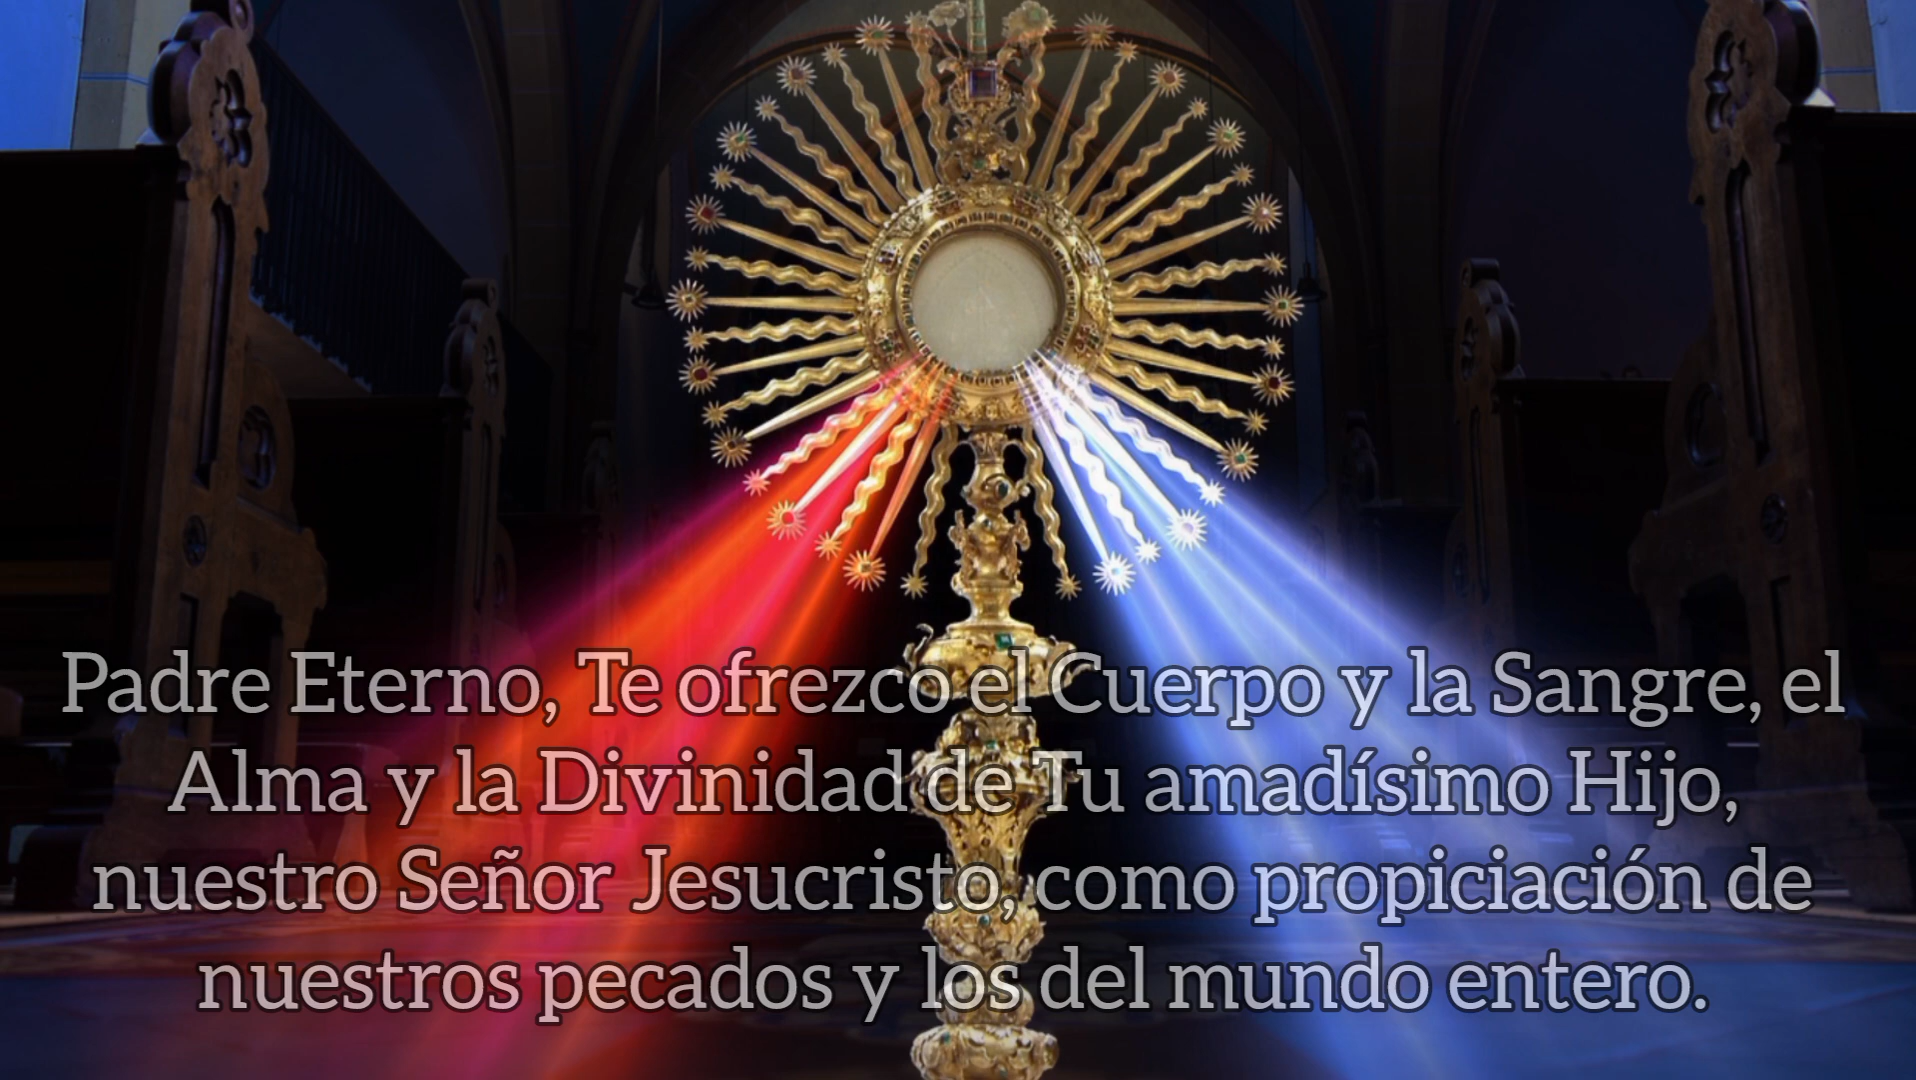 Padre Eterno, Te ofrezco el Cuerpo y la Sangre, el
Alma y la Divinidad de Tu amadísimo Hijo,
nuestro Señor Jesucristo, como propiciación de
nuestros pecados y los del mundo entero.